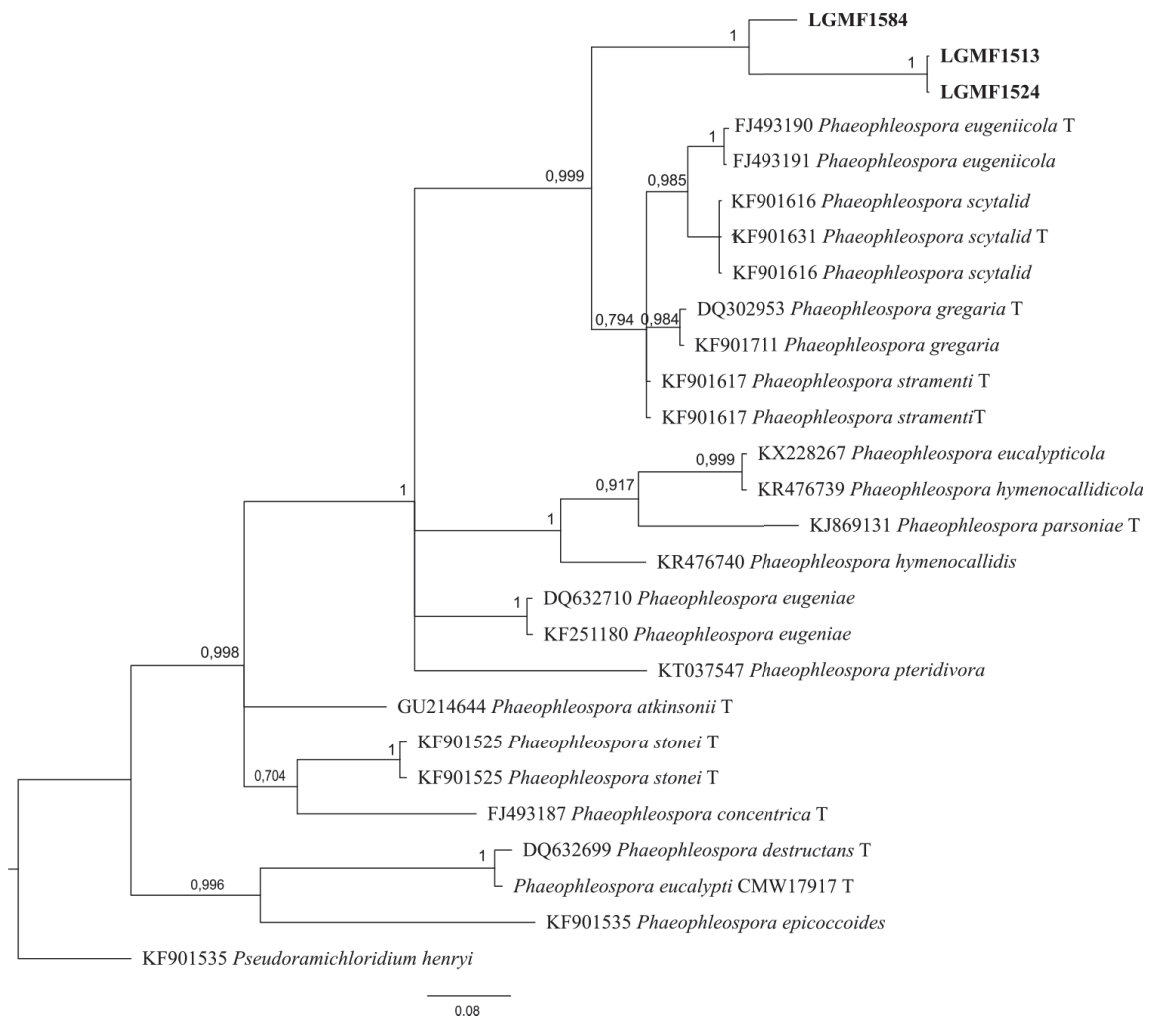 LGMF1584
1
LGMF1513
1
LGMF1524
FJ493190 Phaeophleospora eugeniicola T
1
FJ493191 Phaeophleospora eugeniicola
0,999
0,985
KF901616 Phaeophleospora scytalid
KF901631 Phaeophleospora scytalid T
KF901616 Phaeophleospora scytalid
DQ302953 Phaeophleospora gregaria T
0,794 0,984
KF901711 Phaeophleospora gregaria
KF901617 Phaeophleospora stramenti T
KF901617 Phaeophleospora stramentiT
KX228267 Phaeophleospora eucalypticola
0,999
0,917
KR476739 Phaeophleospora hymenocallidicola
1
1
KJ869131 Phaeophleospora parsoniae T
KR476740 Phaeophleospora hymenocallidis
DQ632710 Phaeophleospora eugeniae
1
KF251180 Phaeophleospora eugeniae
0,998
KT037547 Phaeophleospora pteridivora
GU214644 Phaeophleospora atkinsonii T
KF901525 Phaeophleospora stonei T
1
KF901525 Phaeophleospora stonei T
0,704
FJ493187 Phaeophleospora concentrica T
DQ632699 Phaeophleospora destructans T
1
Phaeophleospora eucalypti CMW17917 T
0,996
KF901535 Phaeophleospora epicoccoides
KF901535 Pseudoramichloridium henryi
0.08